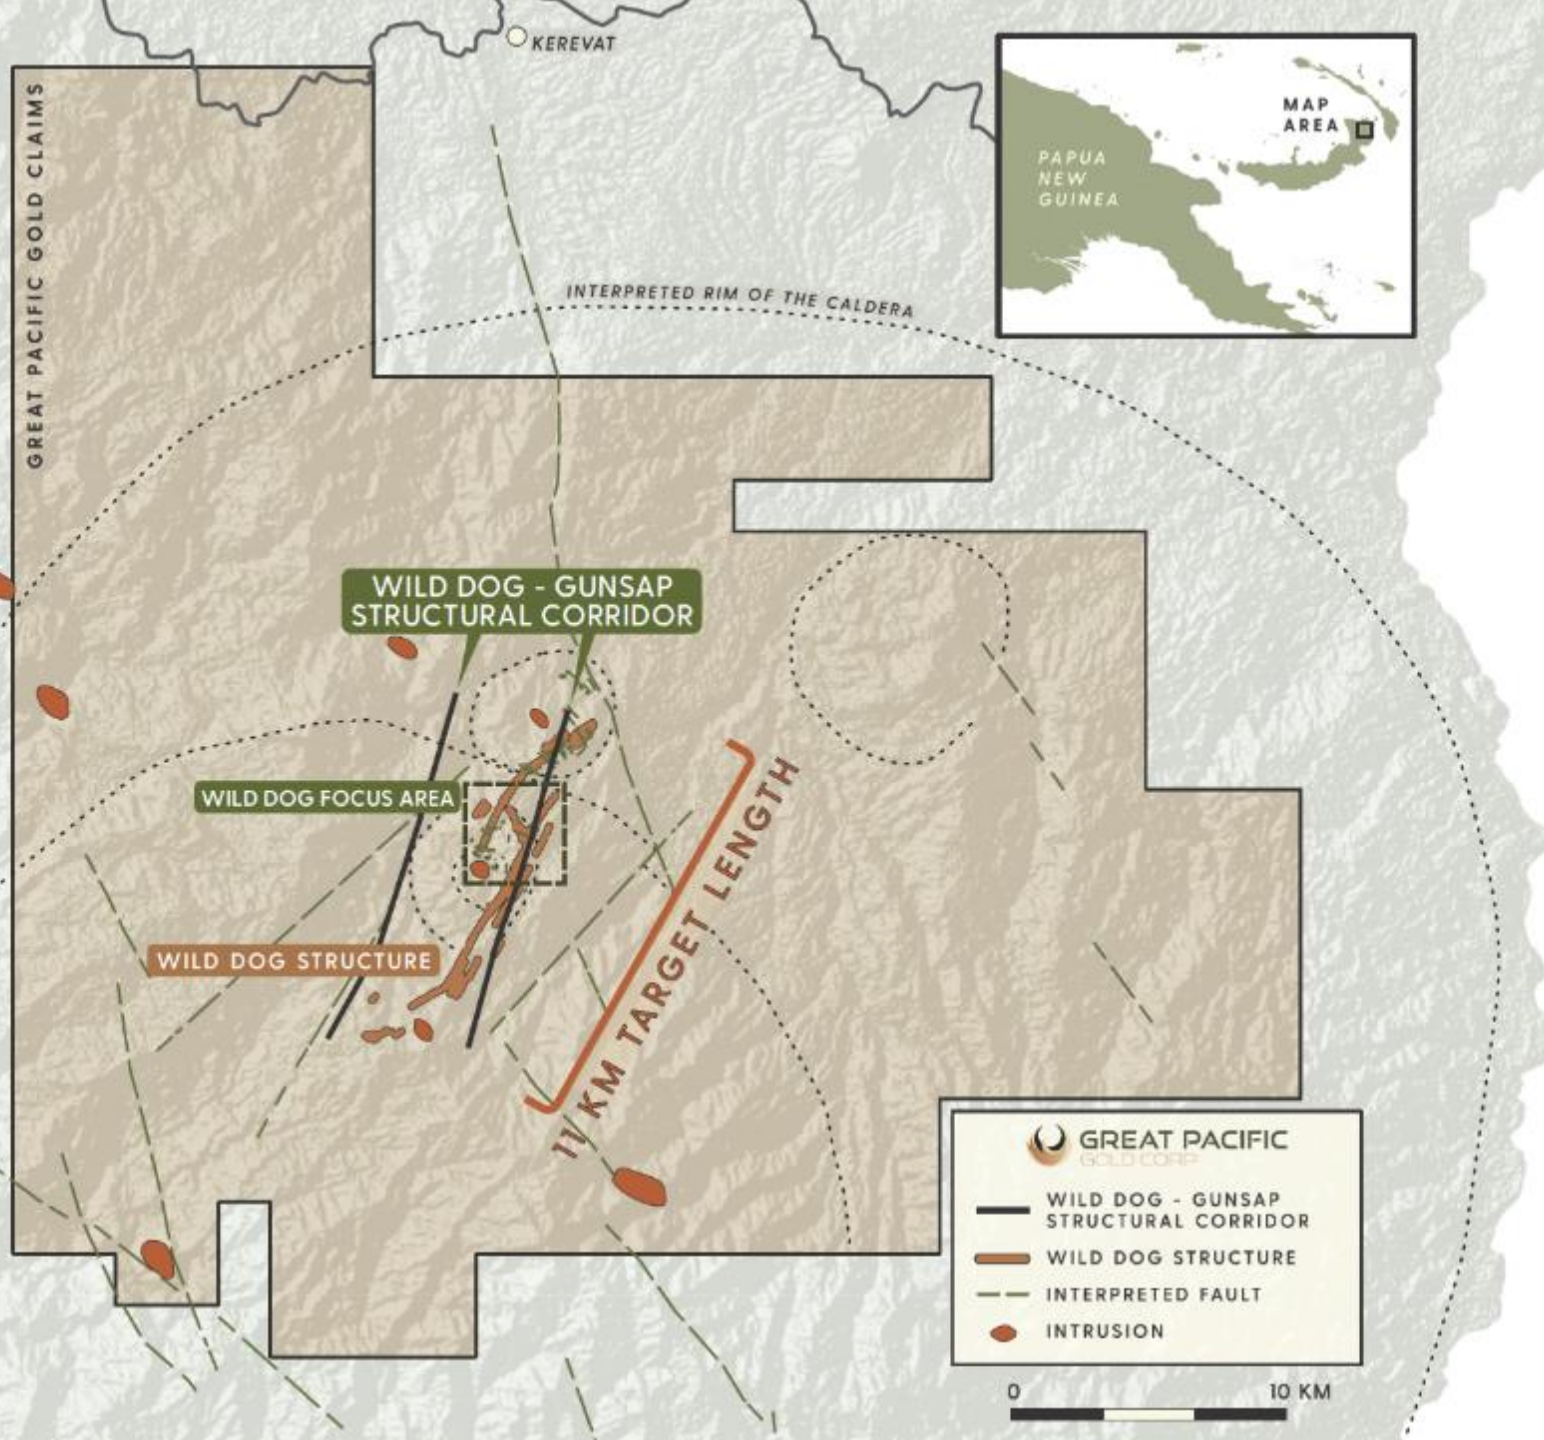 KEREVAT
GREAT PACIFIC GOLD CLAIMS
MAP
AREA
PAPUA
NEW
GUINEA
INTERPRETED RIM OF THE CALDERA
WILD DOG - GUNSAP
STRUCTURAL CORRIDOR
WILD DOG FOCUS AREA
WILD DOG STRUCTURE
11 KM TARGET LENGTH
GREAT PACIFIC
GOLD CORP
WILD DOG - GUNSAP
STRUCTURAL CORRIDOR
WILD DOG STRUCTURE
INTERPRETED FAULT
INTRUSION
0 10 KM